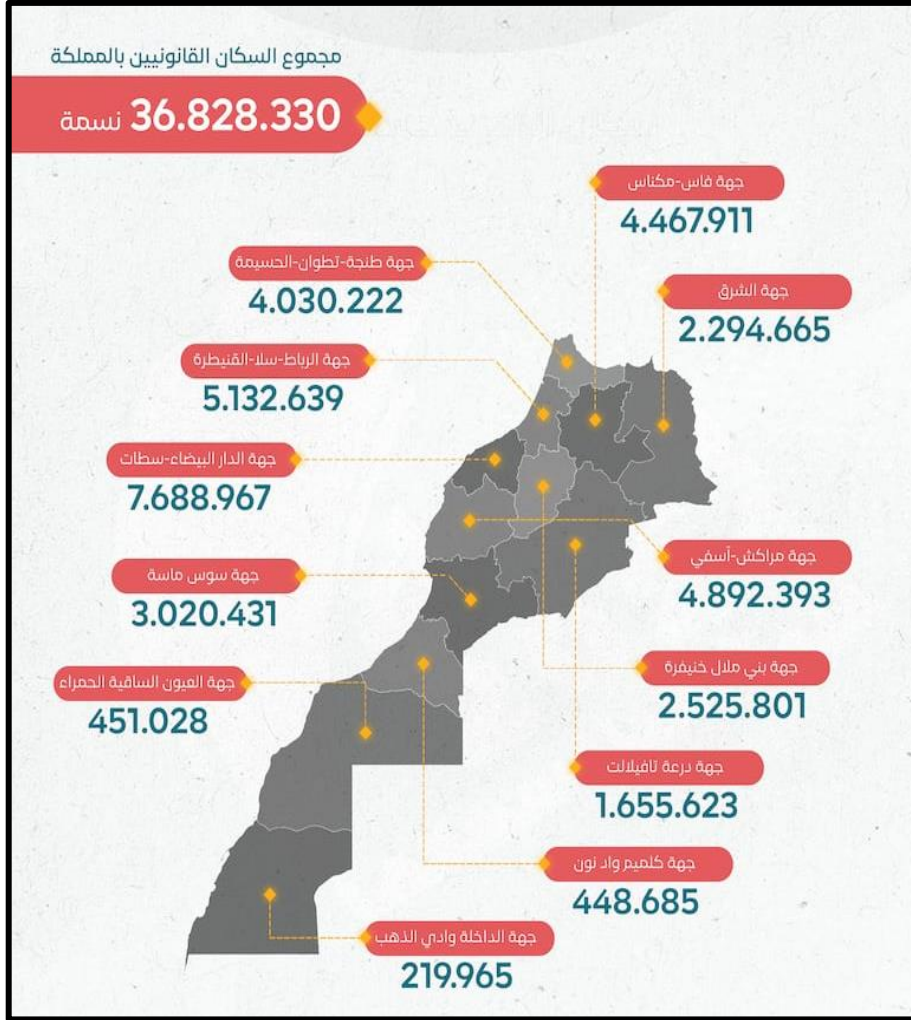 مجموع السكان القانونيين بالمملكة
36.828.330 نسمة
جهة فاس-مكناس
4.467.911
جهة طنجة-تطوان-الحسيمة
4.030.222
جهة الشرق
2.294.665
جهة الرباط-سلا-القنيطرة
5.132.639
جهة الدار البيضاء-سطات
7.688.967
جهة مراكش-آسفي
4.892.393
جهة سوس ماسة
3.020.431
جهة بني ملال خنيفرة
2.525.801
جهة العيون الساقية الحمراء
451.028
جهة درعة تافيلالت
1.655.623
جهة كلميم واد نون
448.685
جهة الداخلة وادي الذهب
219.965